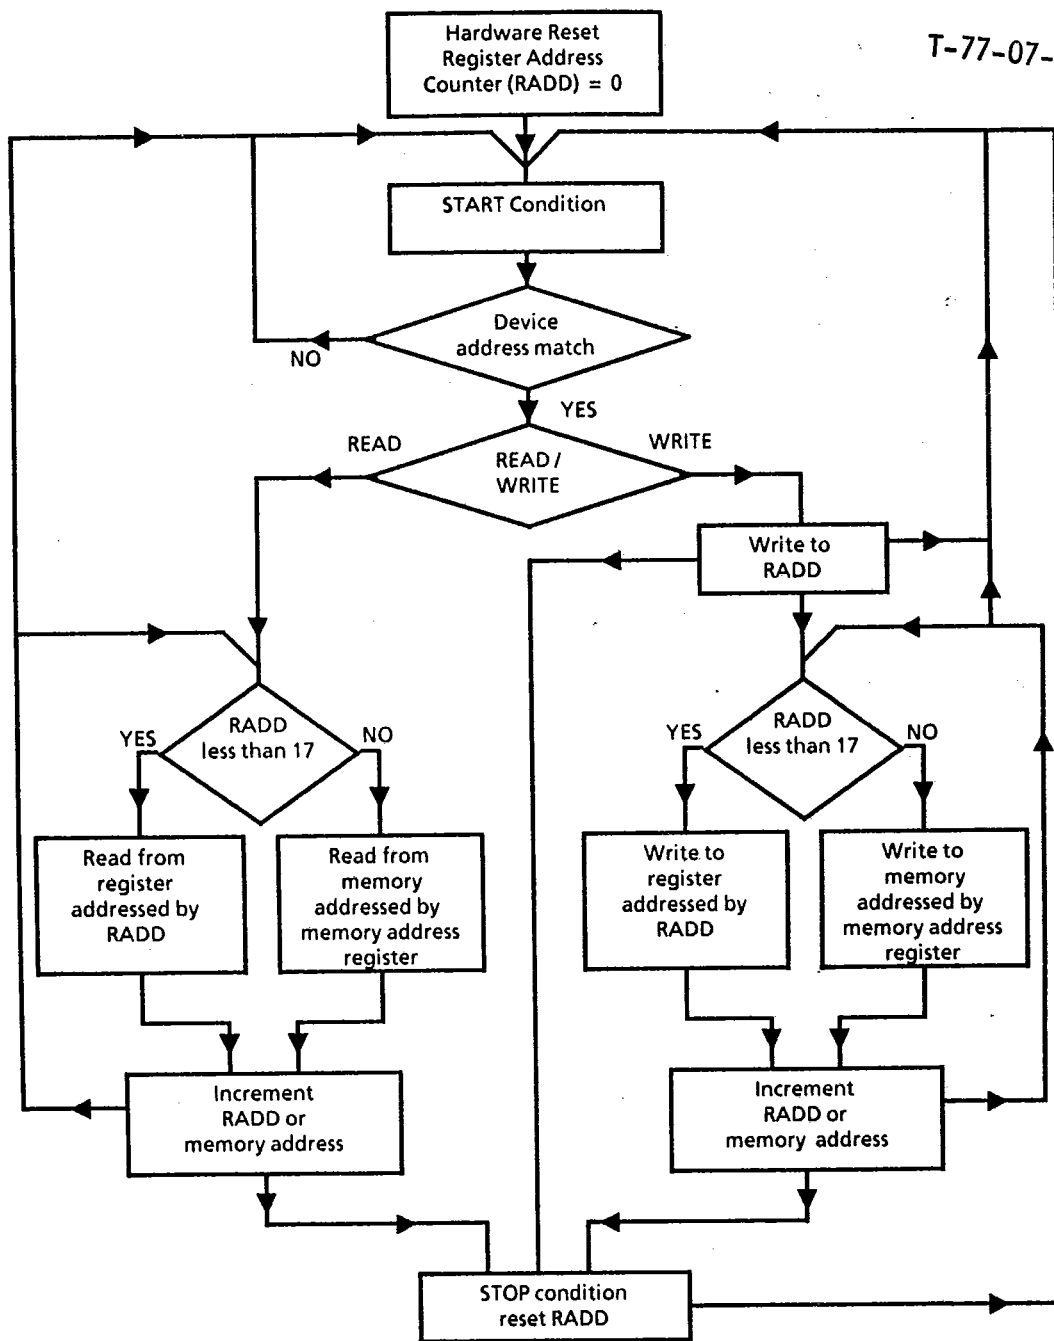 Hardware Reset
Register Address
Counter (RADD) = 0
T-77-07-
START Condition
Device
address match
NO
YES
READ
READ /
WRITE
WRITE
Write to
RADD
RADD
less than 17
YES
NO
RADD
less than 17
YES
NO
Read from
register
addressed by
RADD
Read from
memory
addressed by
memory address
register
Write to
register
addressed by
RADD
Write to
memory
addressed by
memory address
register
Increment
RADD or
memory address
Increment
RADD or
memory address
STOP condition
reset RADD